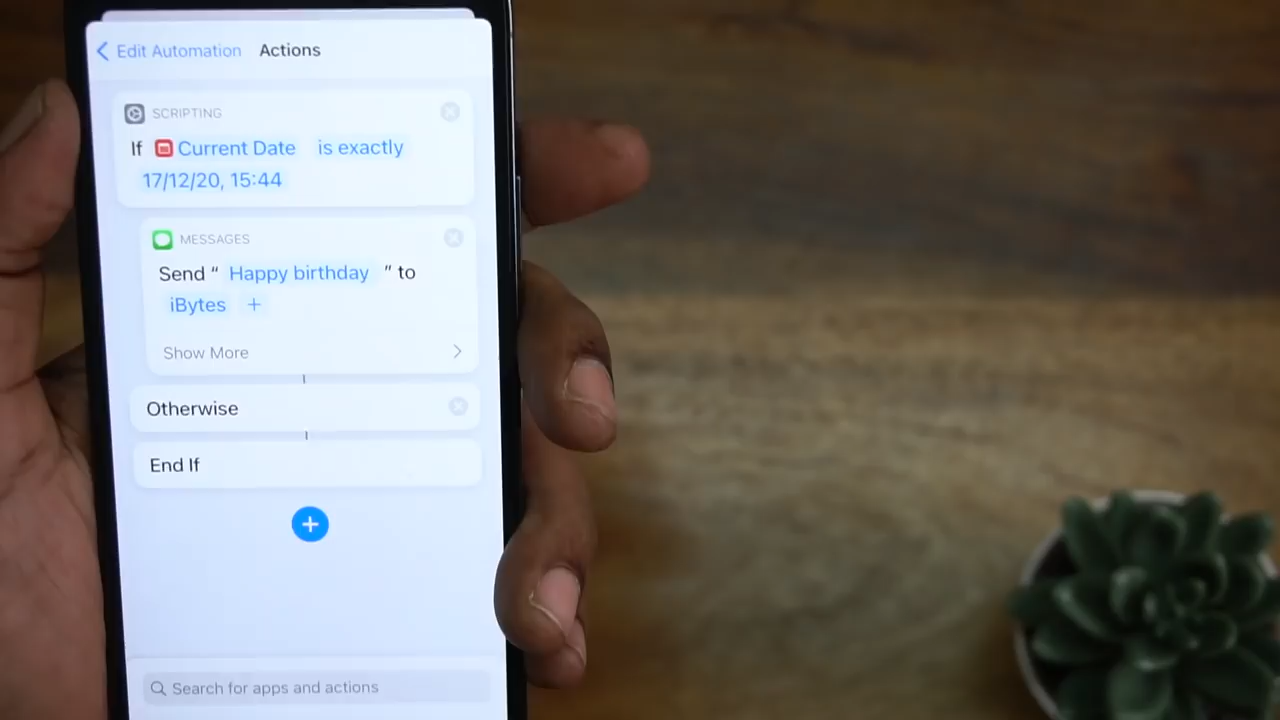 Edit Automation Actions
SCRIPTING
If Current Date is exactly
17/12/20, 15:44
MESSAGES
Send “ Happy birthday ” to
iBytes +
Show More
Otherwise
End If
Search for apps and actions